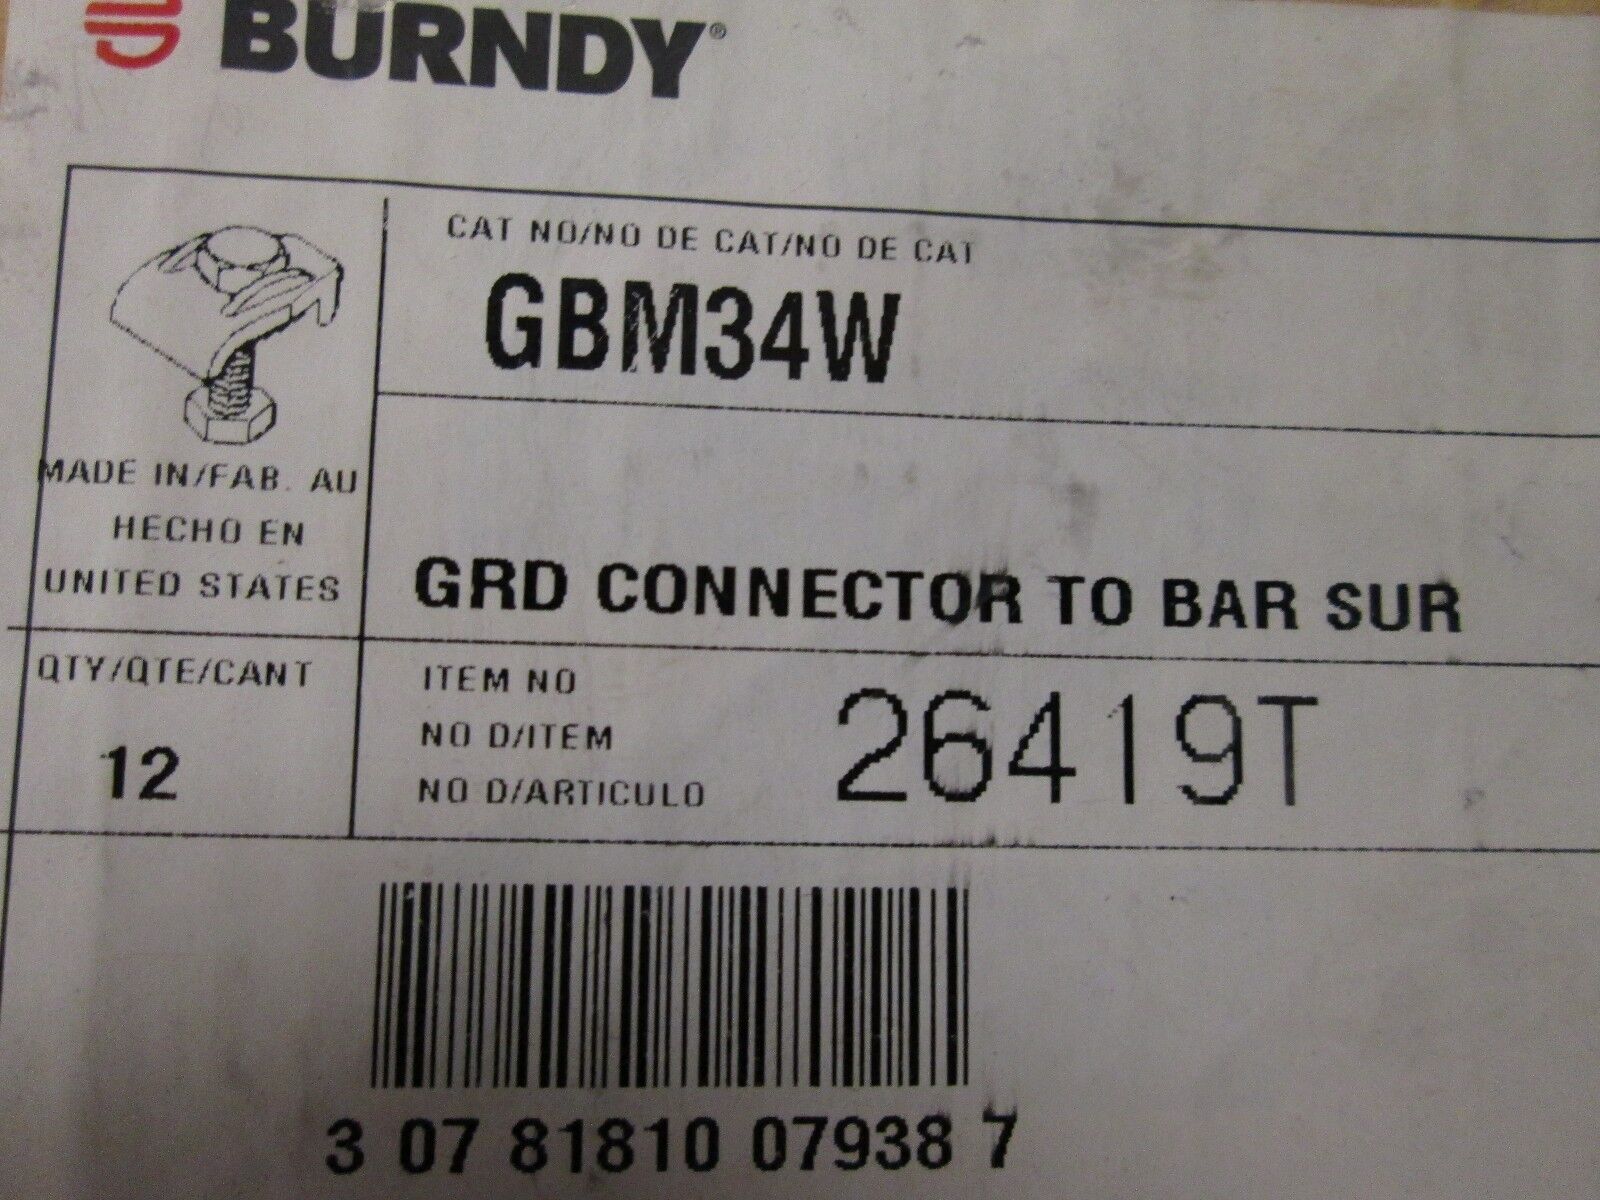 BURNDY®
CAT NO/NO DE CAT/NO DE CAT
GBM34W
MADE IN/FAB. AU
HECHO EN
UNITED STATES
GRD CONNECTOR TO BAR SUR
QTY/QTE/CANT
12
ITEM NO
NO D/ITEM
NO D/ARTICULO
26419T
3 07 81810 07938 7